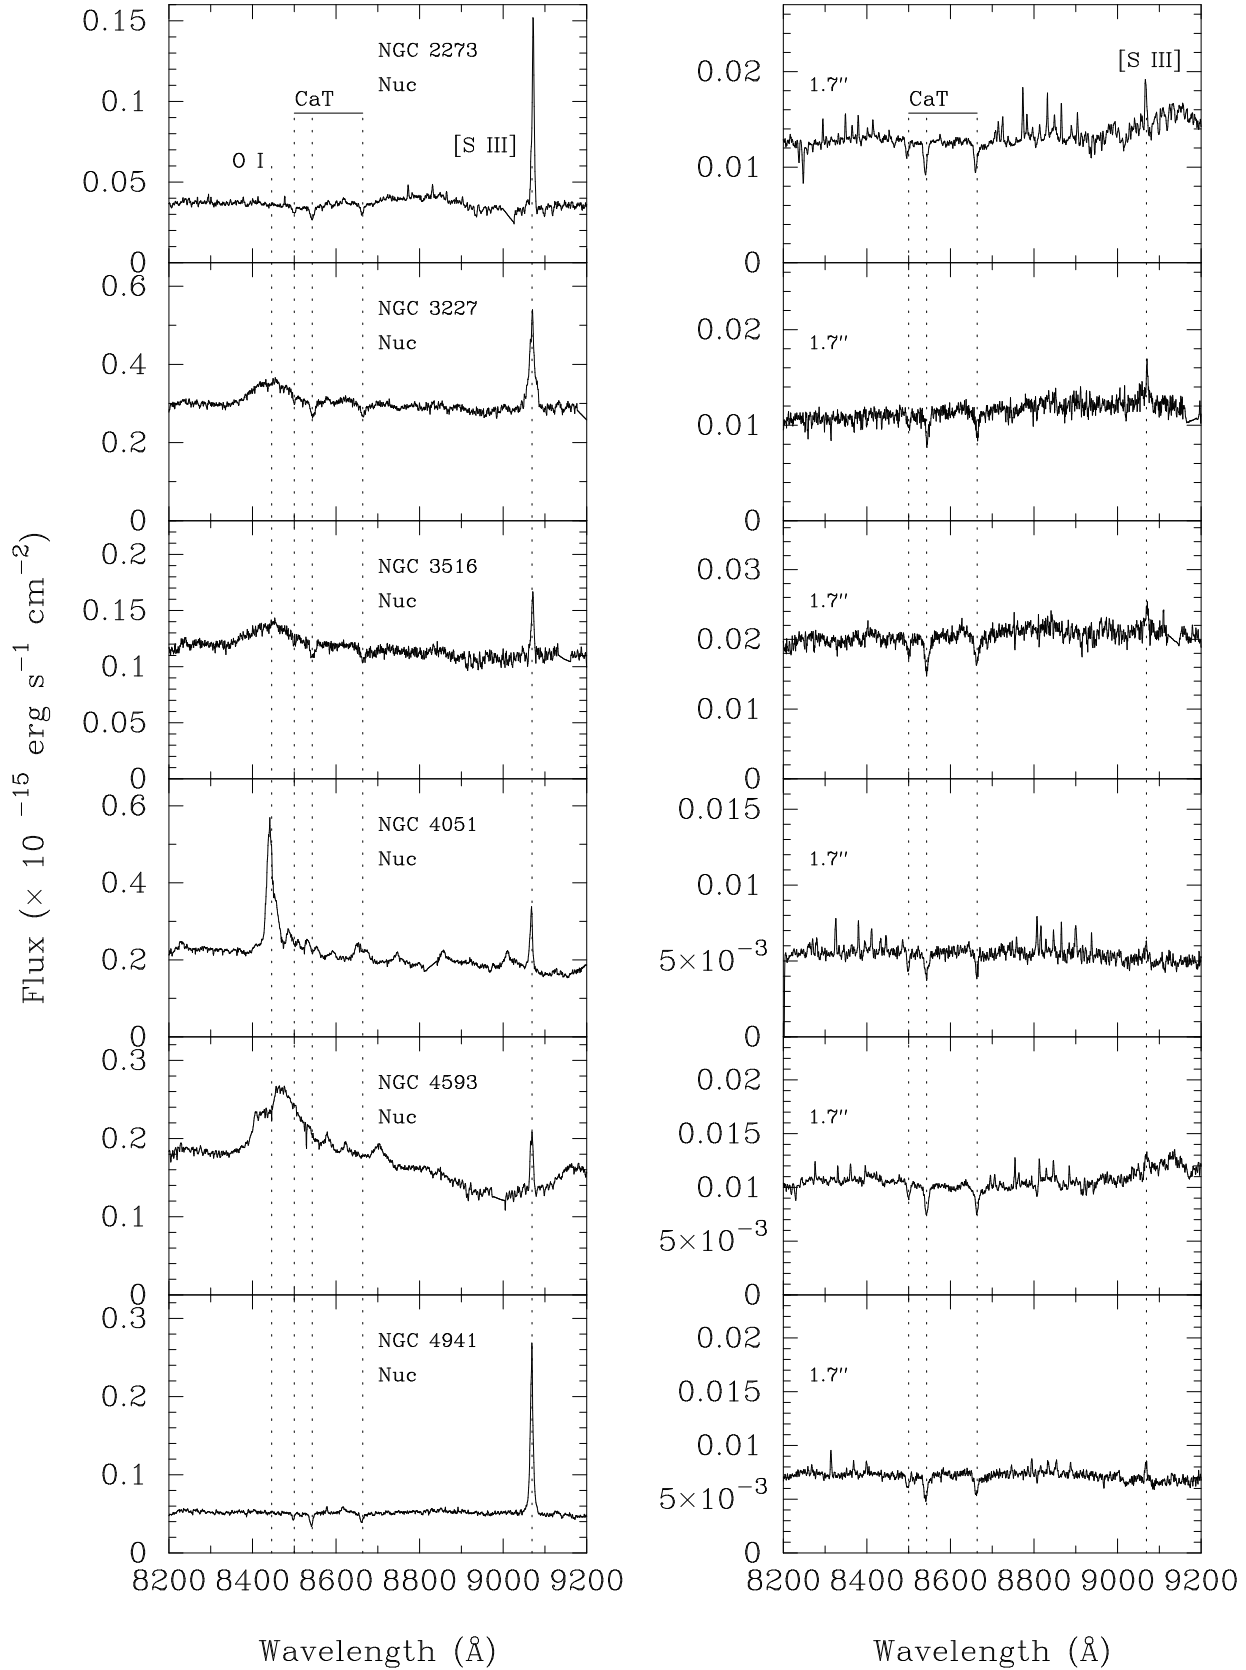 Flux (× 10 −15 erg s−1 cm−2)
0.15
0.1
0.05
0
NGC 2273
Nuc
CaT
O I
[S III]
0.6
0.4
0.2
0
NGC 3227
Nuc
0.2
0.15
0.1
0.05
0
NGC 3516
Nuc
0.6
0.4
0.2
0
NGC 4051
Nuc
0.3
0.2
0.1
0
NGC 4593
Nuc
0.3
0.2
0.1
0
NGC 4941
Nuc
8200 8400 8600 8800 9000 9200
Wavelength (Å)
0.02
0.01
0
1.7″
CaT
[S III]
0.02
0.01
0
1.7″
0.03
0.02
0.01
0
1.7″
0.015
0.01
5×10−3
0
1.7″
0.02
0.015
0.01
5×10−3
0
1.7″
0.02
0.015
0.01
5×10−3
0
1.7″
8200 8400 8600 8800 9000 9200
Wavelength (Å)